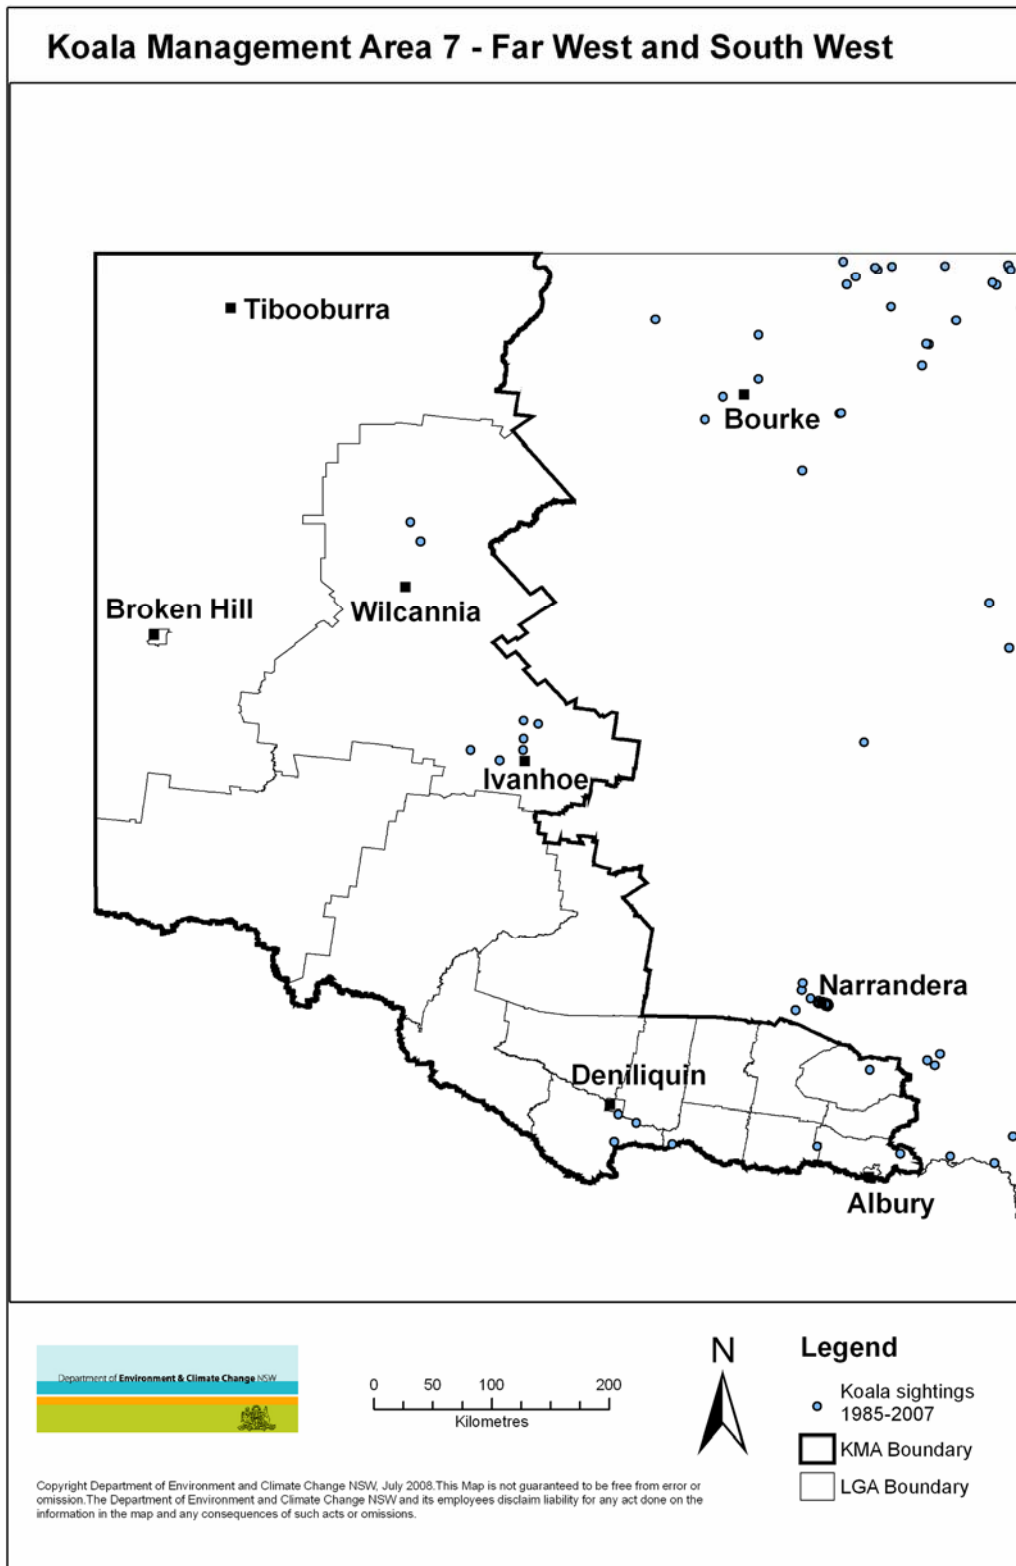 Koala Management Area 7 - Far West and South West
Tibooburra
Bourke
Broken Hill
Wilcannia
Ivanhoe
Narrandera
Deniliquin
Albury
Department of Environment & Climate Change NSW
0 50 100 200
Kilometres
N
Legend
Koala sightings
1985-2007
KMA Boundary
LGA Boundary
Copyright Department of Environment and Climate Change NSW, July 2008.This Map is not guaranteed to be free from error or
omission.The Department of Environment and Climate Change NSW and its employees disclaim liability for any act done on the
information in the map and any consequences of such acts or omissions.